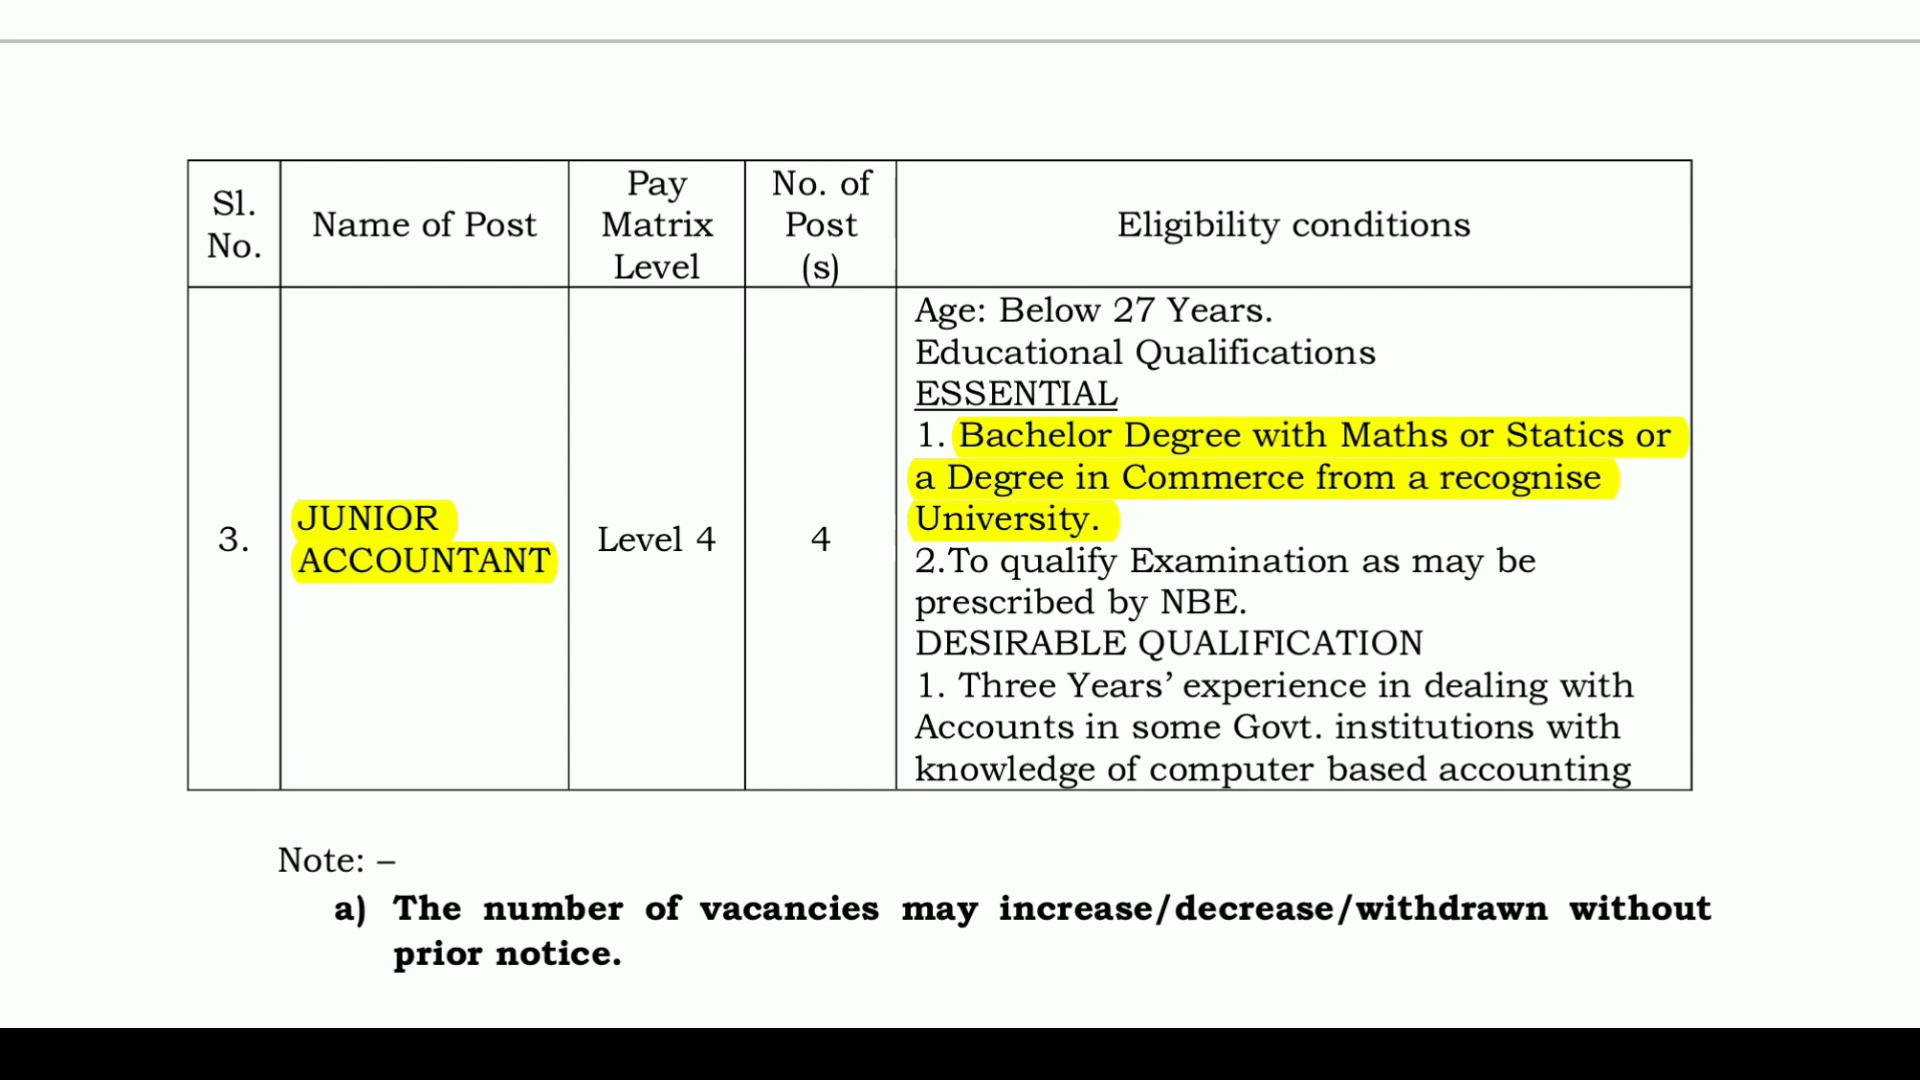 Sl.
No.
Name of Post
Pay
Matrix
Level
No. of
Post
(s)
Eligibility conditions
3.
JUNIOR
ACCOUNTANT
Level 4
4
Age: Below 27 Years.
Educational Qualifications
ESSENTIAL
1. Bachelor Degree with Maths or Statics or
a Degree in Commerce from a recognise
University.
2.To qualify Examination as may be
prescribed by NBE.
DESIRABLE QUALIFICATION
1. Three Years’ experience in dealing with
Accounts in some Govt. institutions with
knowledge of computer based accounting
Note: –
a) The number of vacancies may increase/decrease/withdrawn without
prior notice.